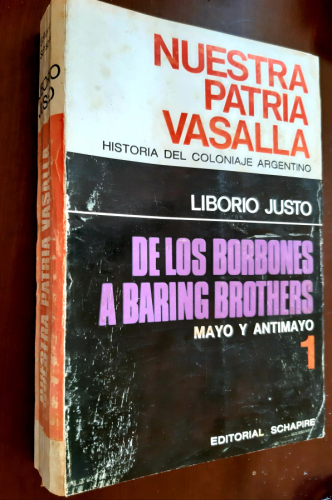 NUESTRA
PATRIA
VASALLA
HISTORIA DEL COLONIAJE ARGENTINO
LIBORIO JUSTO
DE LOS BORBONES
A BARING BROTHERS
MAYO Y ANTIMAYO
1
EDITORIAL SCHAPIRE
NUESTRA PATRIA VASALLA